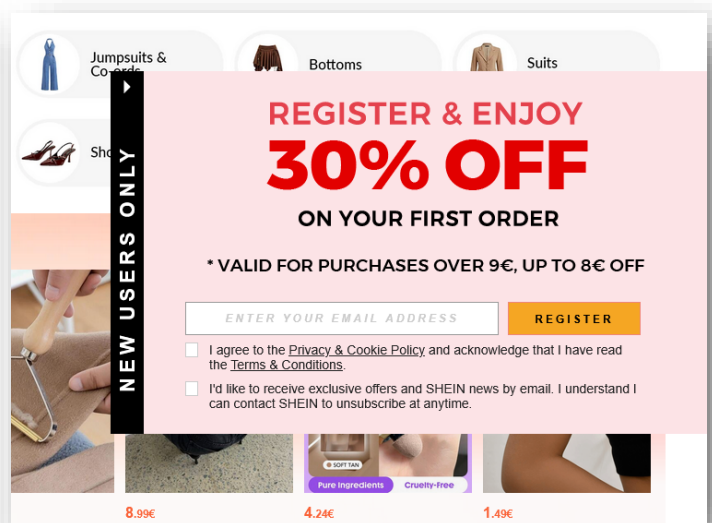 Jumpsuits &
Co-ords
Bottoms
Suits
Sho
NEW USERS ONLY
REGISTER & ENJOY
30% OFF
ON YOUR FIRST ORDER
* VALID FOR PURCHASES OVER 9€, UP TO 8€ OFF
ENTER YOUR EMAIL ADDRESS
REGISTER
I agree to the Privacy & Cookie Policy and acknowledge that I have read
the Terms & Conditions.
I'd like to receive exclusive offers and SHEIN news by email. I understand I
can contact SHEIN to unsubscribe at anytime.
SOFT TAN
Pure Ingredients
Cruelty-Free
8.99€
4.24€
1.49€